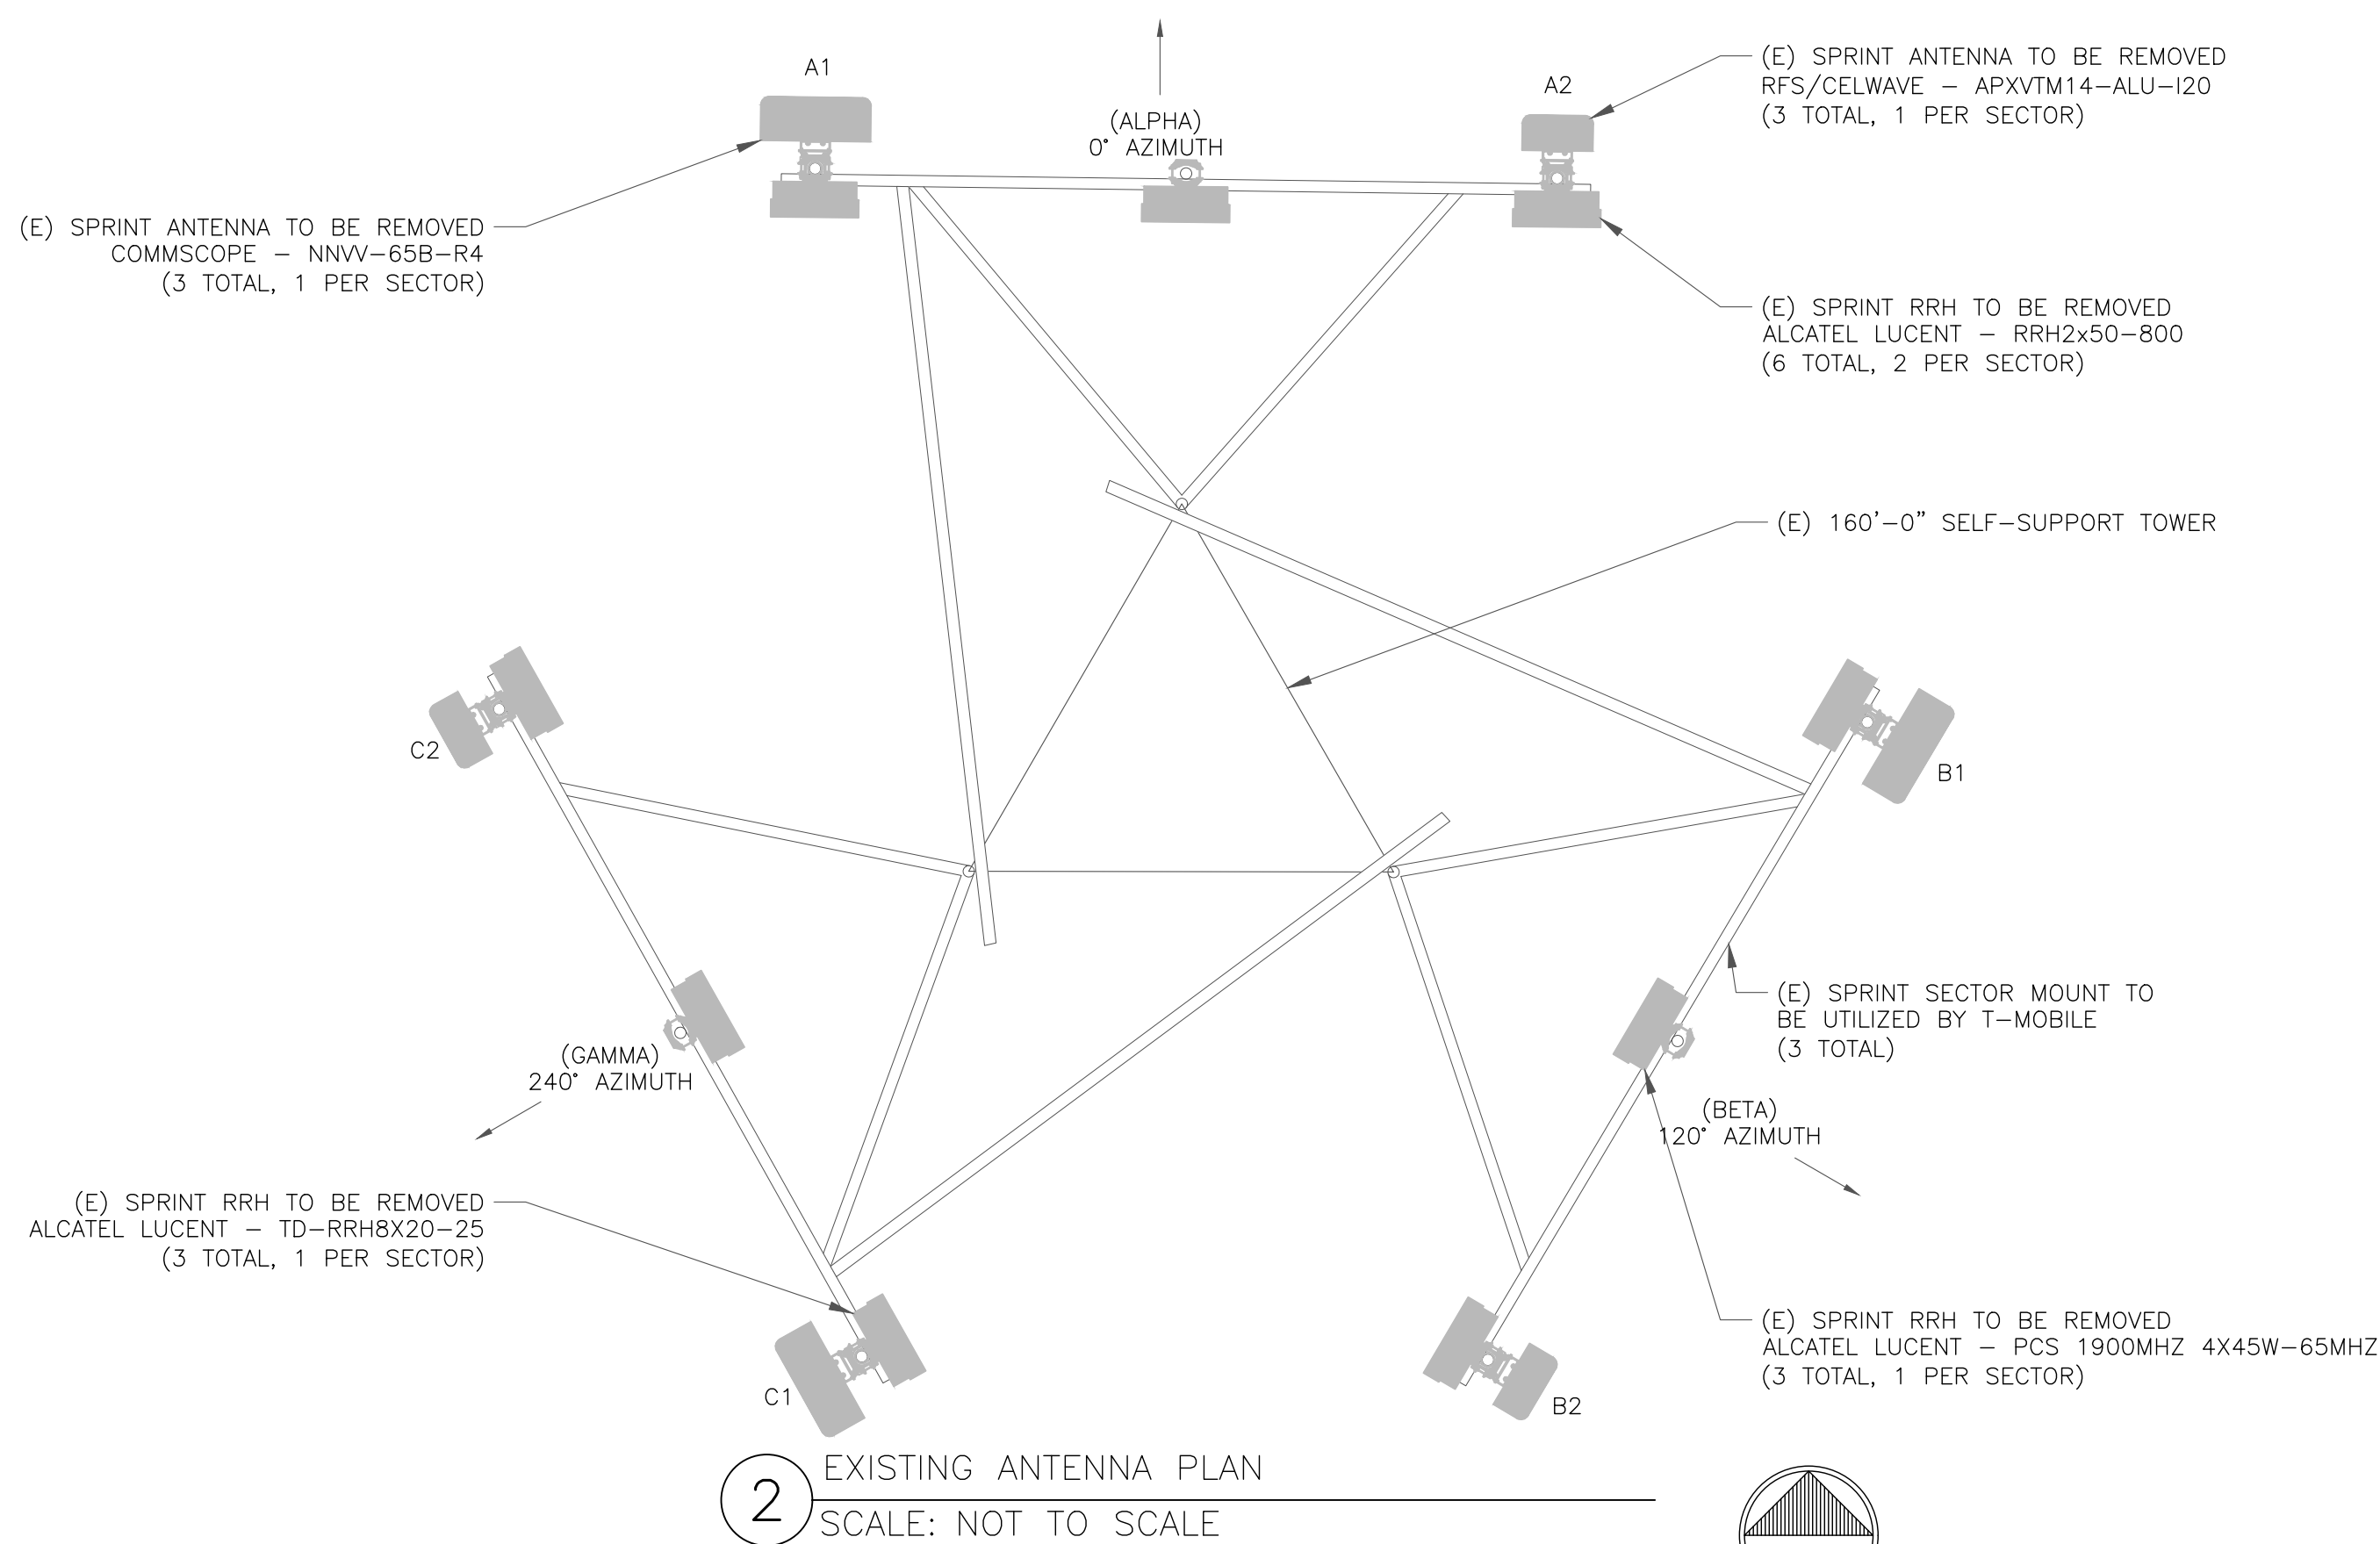 A1
A2
(ALPHA)
0° AZIMUTH
(E) SPRINT ANTENNA TO BE REMOVED
RFS/CELWAVE - APXVTM14-ALU-I20
(3 TOTAL, 1 PER SECTOR)
(E) SPRINT ANTENNA TO BE REMOVED
COMMSCOPE - NNVV-65B-R4
(3 TOTAL, 1 PER SECTOR)
(E) SPRINT RRH TO BE REMOVED
ALCATEL LUCENT - RRH2x50-800
(6 TOTAL, 2 PER SECTOR)
(E) 160'-0" SELF-SUPPORT TOWER
C2
B1
(E) SPRINT SECTOR MOUNT TO
BE UTILIZED BY T-MOBILE
(3 TOTAL)
(GAMMA)
240° AZIMUTH
(BETA)
120° AZIMUTH
(E) SPRINT RRH TO BE REMOVED
ALCATEL LUCENT - TD-RRH8X20-25
(3 TOTAL, 1 PER SECTOR)
(E) SPRINT RRH TO BE REMOVED
ALCATEL LUCENT - PCS 1900MHZ 4X45W-65MHZ
(3 TOTAL, 1 PER SECTOR)
C1
B2
2
EXISTING ANTENNA PLAN
SCALE: NOT TO SCALE